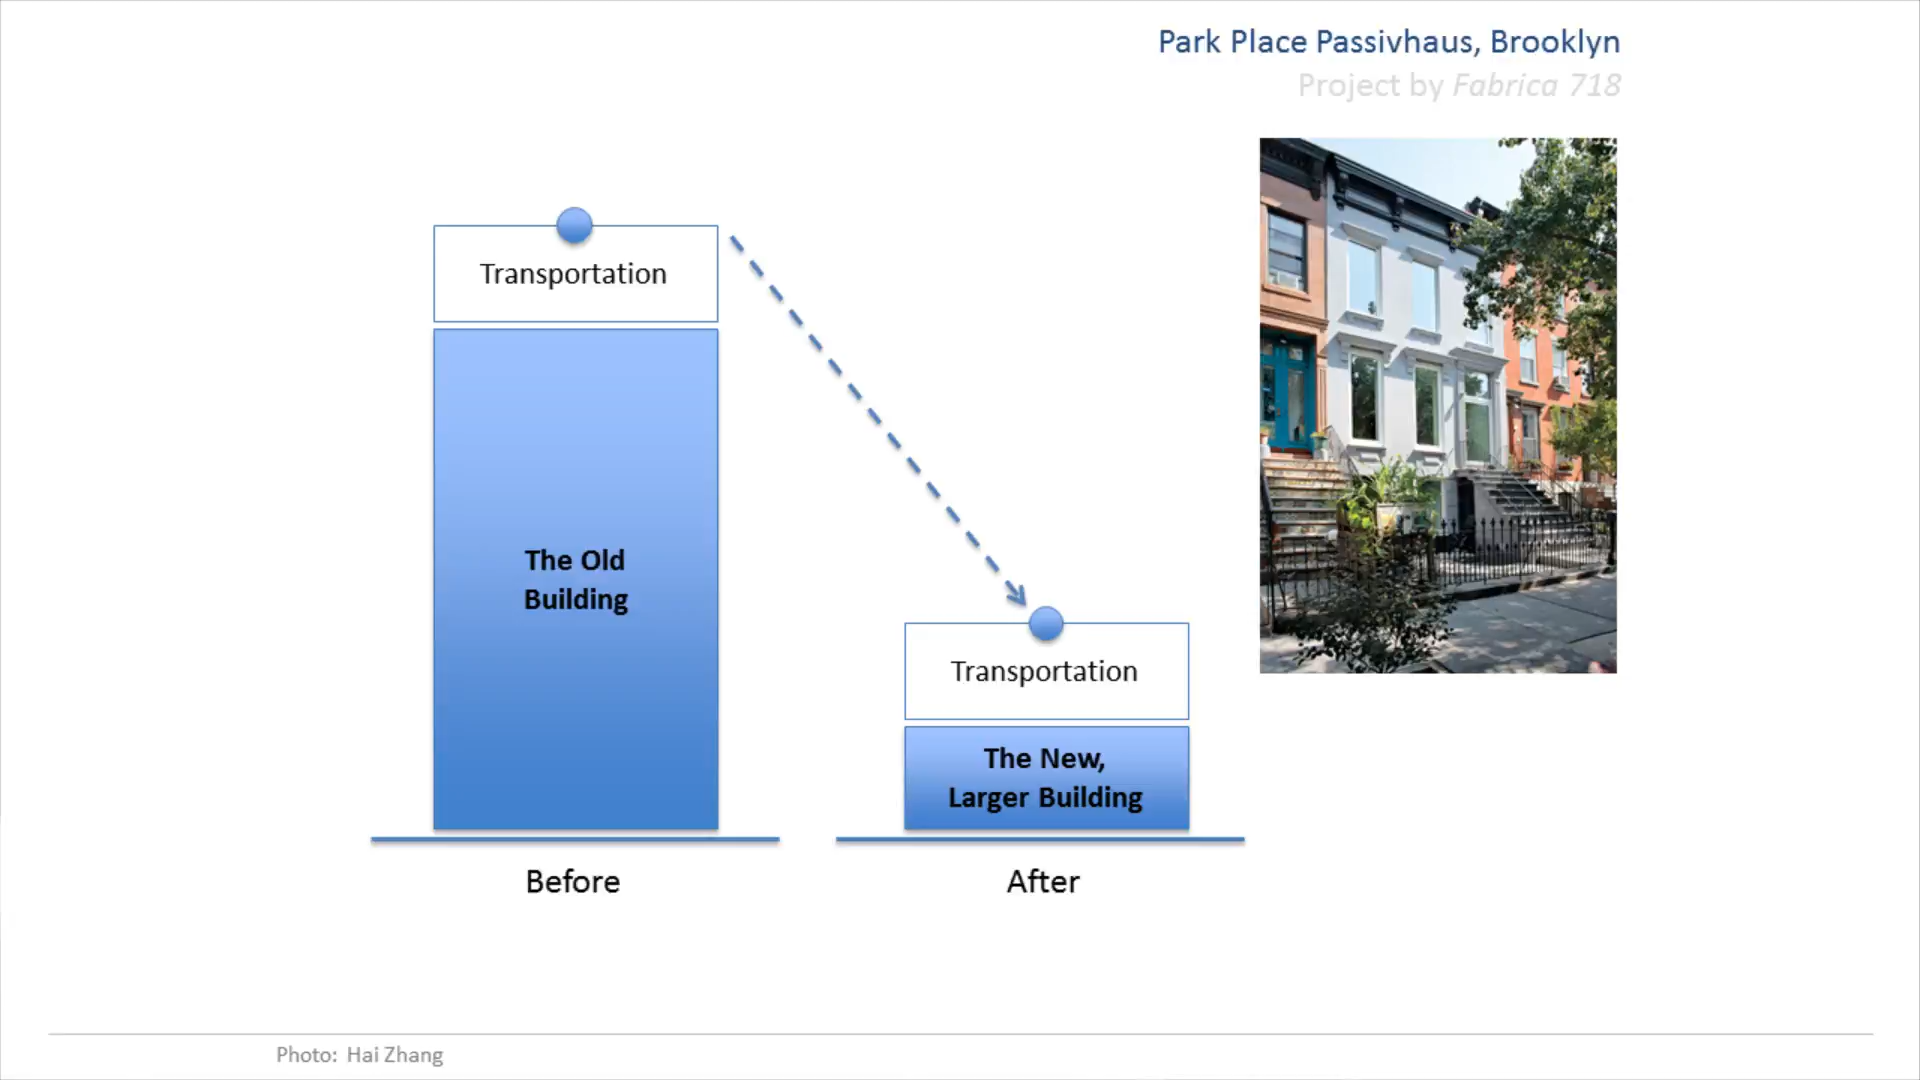 Park Place Passivhaus, Brooklyn
Project by Fabrica 718
Transportation
The Old
Building
Transportation
The New,
Larger Building
Before
After
Photo: Hai Zhang